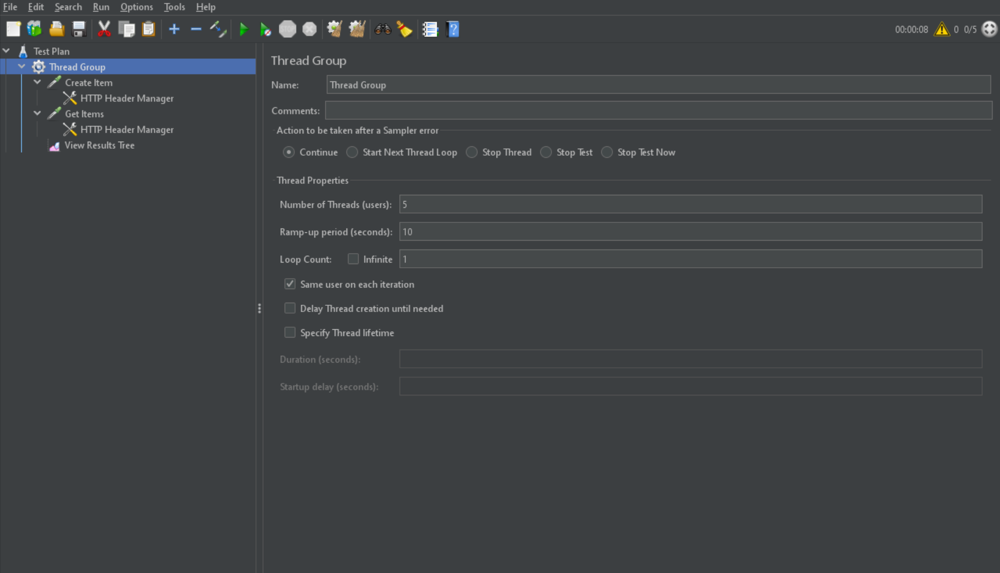 File Edit Search Run Options Tools Help
STOP
00:00:08 0 0/5
Test Plan
Thread Group
Create Item
HTTP Header Manager
Get Items
HTTP Header Manager
View Results Tree
Thread Group
Name: Thread Group
Comments:
Action to be taken after a Sampler error
Continue Start Next Thread Loop Stop Thread Stop Test Stop Test Now
Thread Properties
Number of Threads (users): 5
Ramp-up period (seconds): 10
Loop Count: Infinite 1
Same user on each iteration
Delay Thread creation until needed
Specify Thread lifetime
Duration (seconds):
Startup delay (seconds):